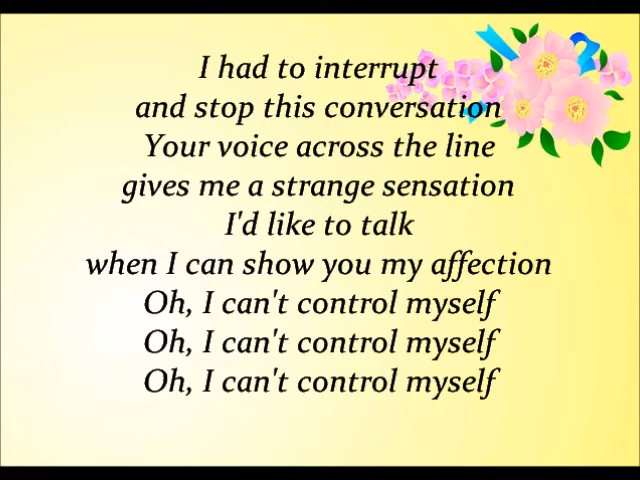 I had to interrupt
and stop this conversation
Your voice across the line
gives me a strange sensation
I'd like to talk
when I can show you my affection
Oh, I can't control myself
Oh, I can't control myself
Oh, I can't control myself